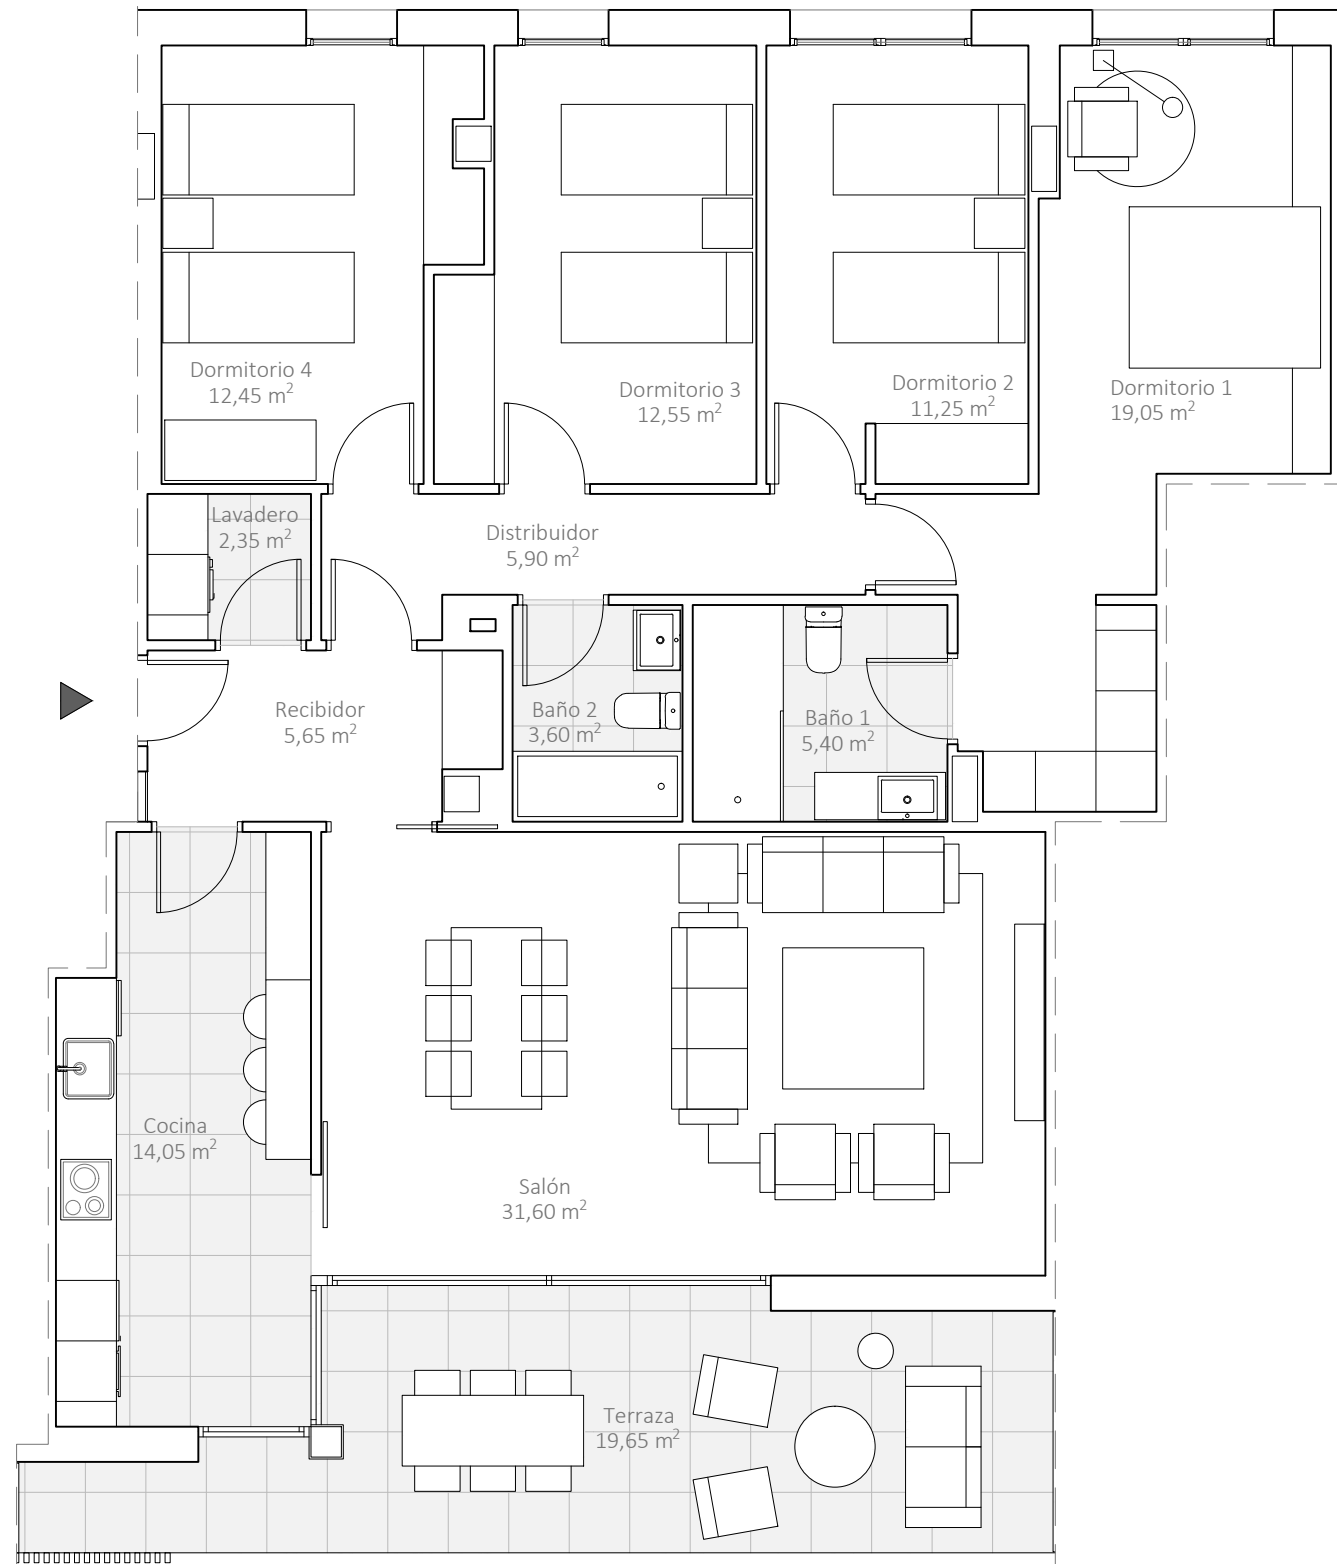 Dormitorio 4
12,45 m²
Dormitorio 3
12,55 m²
Dormitorio 2
11,25 m²
Dormitorio 1
19,05 m²
Lavadero
2,35 m²
Distribuidor
5,90 m²
Recibidor
5,65 m²
Baño 2
3,60 m²
Baño 1
5,40 m²
Cocina
14,05 m²
Salón
31,60 m²
Terraza
19,65 m²